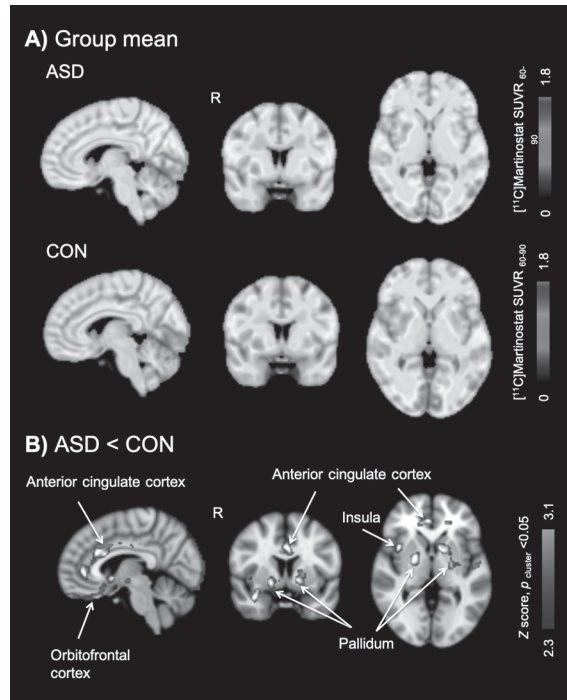 A) Group mean
ASD
R
[¹¹C]Martinostat SUVR 60-
90
0
1.8
CON
[¹¹C]Martinostat SUVR 60-90
0
1.8
B) ASD < CON
Anterior cingulate cortex
Anterior cingulate cortex
R
Insula
Pallidum
Orbitofrontal
cortex
Z score, p cluster <0.05
2.3
3.1